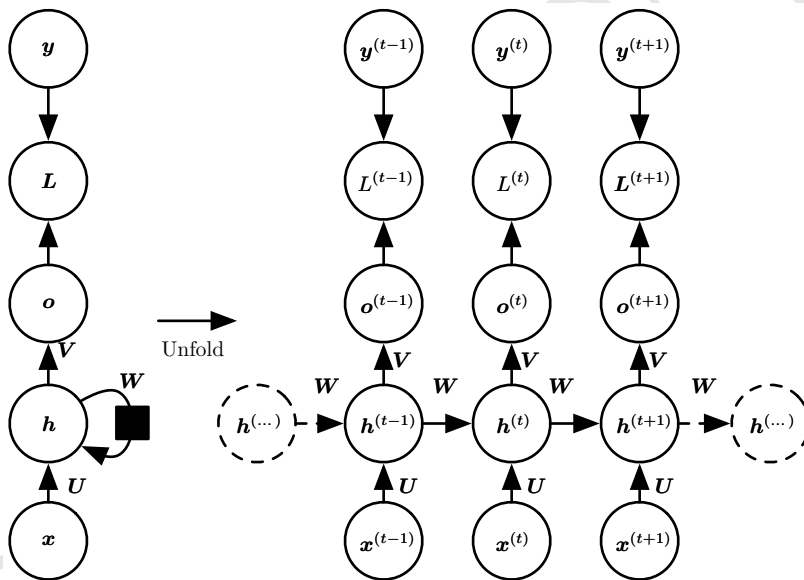 y y(t−1) y(t) y(t+1)
L L(t−1) L(t) L(t+1)
o o(t−1) o(t) o(t+1)
Unfold
V V V V
W W W W W
h h(...) h(t−1) h(t) h(t+1) h(...)
U U U U
x x(t−1) x(t) x(t+1)